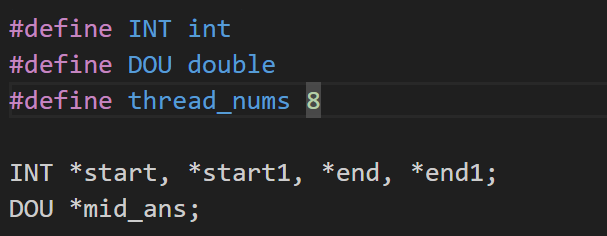 #define INT int
#define DOU double
#define thread_nums 8
INT *start, *start1, *end, *end1;
DOU *mid_ans;